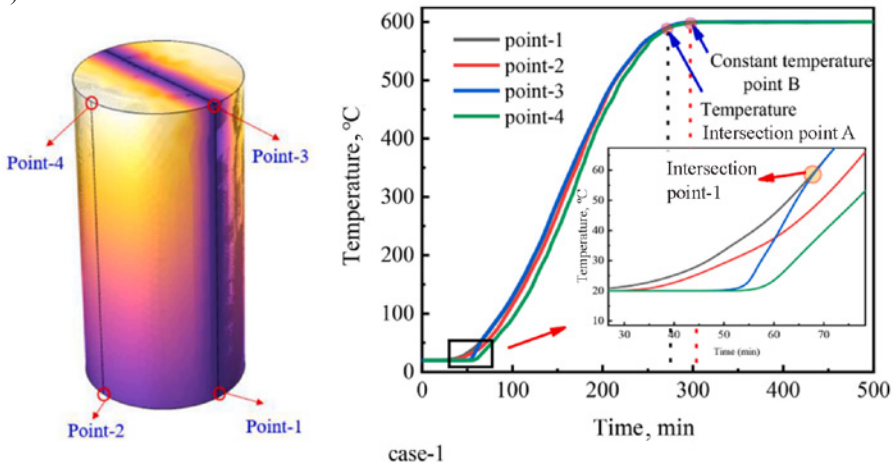 )
Point-4
Point-3
Point-2
Point-1
Temperature, °C
600
500
400
300
200
100
0
0
100
200
300
400
500
Time, min
point-1
point-2
point-3
point-4
Constant temperature
point B
Temperature
Intersection point A
Intersection
point-1
Temperature, °C
60
50
40
30
20
10
30
40
50
60
70
Time (min)
case-1